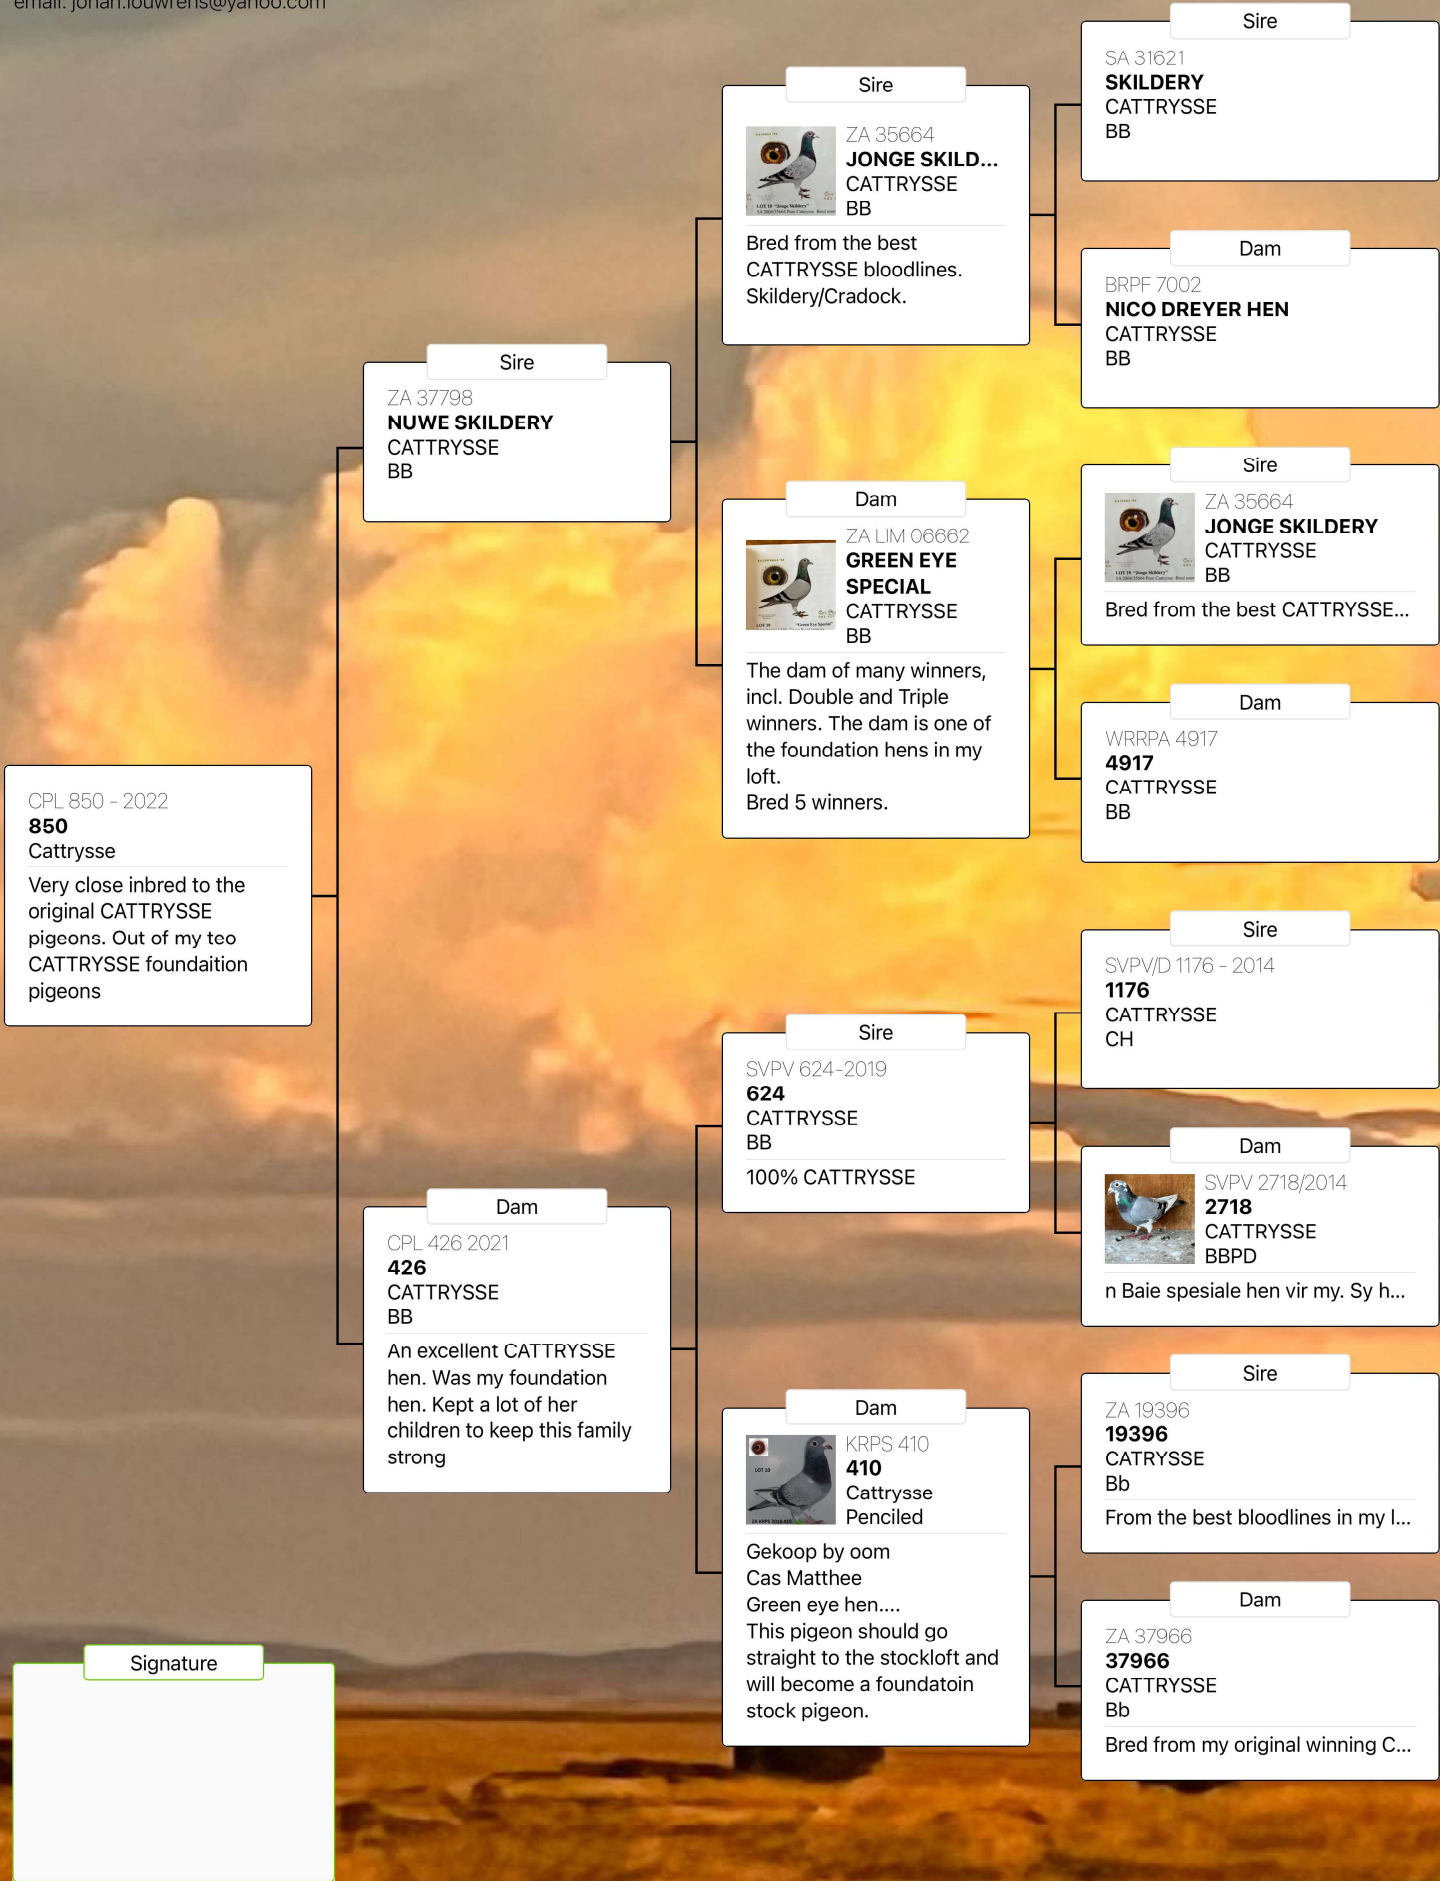 email: johan.louwrens@yahoo.com
CPL 850 - 2022
850
Cattrysse
Very close inbred to the
original CATTRYSSE
pigeons. Out of my teo
CATTRYSSE foundaition
pigeons
Sire
ZA 37798
NUWE SKILDERY
CATTRYSSE
BB
Dam
CPL 426 2021
426
CATTRYSSE
BB
An excellent CATTRYSSE
hen. Was my foundation
hen. Kept a lot of her
children to keep this family
strong
Sire
ZA 35664
JONGE SKILD...
CATTRYSSE
BB
Bred from the best
CATTRYSSE bloodlines.
Skildery/Cradock.
Dam
ZA LIM 06662
GREEN EYE
SPECIAL
CATTRYSSE
BB
The dam of many winners,
incl. Double and Triple
winners. The dam is one of
the foundation hens in my
loft.
Bred 5 winners.
Sire
SVPV 624-2019
624
CATTRYSSE
BB
100% CATTRYSSE
Dam
LOT 10
ZA KRPS 2018-410
KRPS 410
410
Cattrysse
Penciled
Gekoop by oom
Cas Matthee
Green eye hen....
This pigeon should go
straight to the stockloft and
will become a foundatoin
stock pigeon.
Sire
SA 31621
SKILDERY
CATTRYSSE
BB
Dam
BRPF 7002
NICO DREYER HEN
CATTRYSSE
BB
Sire
ZA 35664
JONGE SKILDERY
CATTRYSSE
BB
Bred from the best CATTRYSSE...
Dam
WRRPA 4917
4917
CATTRYSSE
BB
Sire
SVPV/D 1176 - 2014
1176
CATTRYSSE
CH
Dam
SVPV 2718/2014
2718
CATTRYSSE
BBPD
n Baie spesiale hen vir my. Sy h...
Sire
ZA 19396
19396
CATRYSSE
Bb
From the best bloodlines in my l...
Dam
ZA 37966
37966
CATTRYSSE
Bb
Bred from my original winning C...
Signature